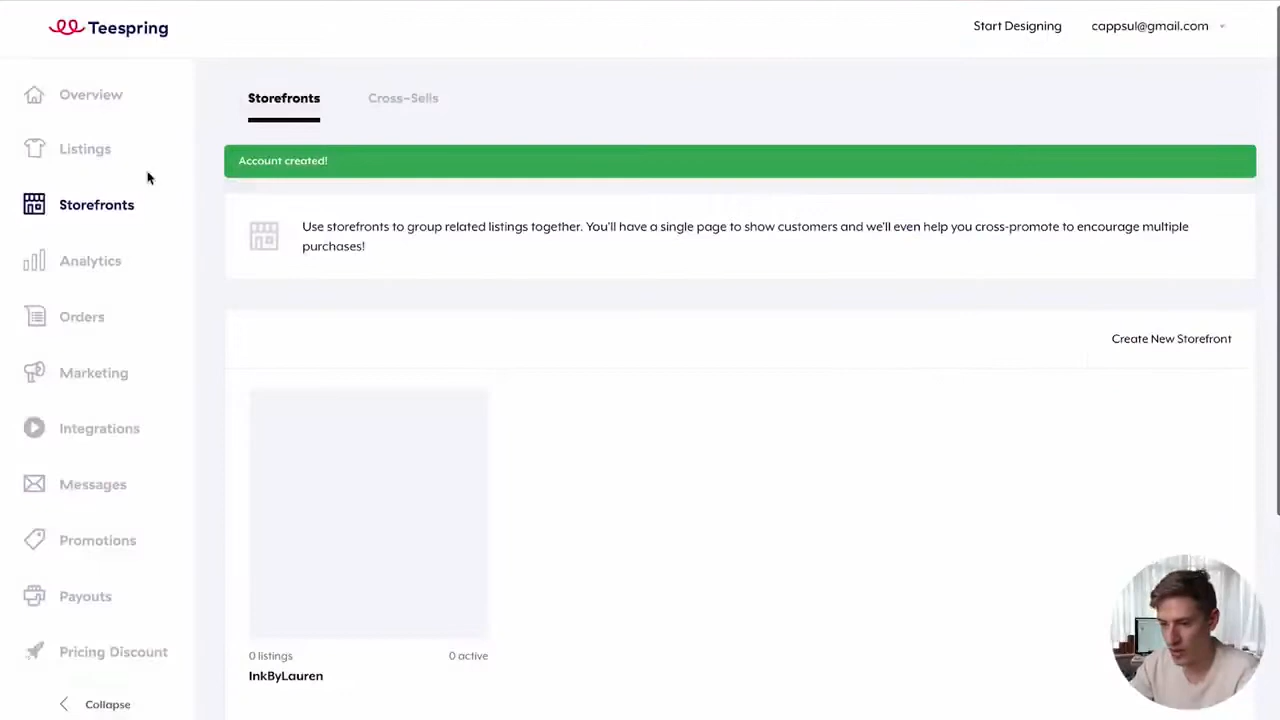 Teespring
Start Designing
cappsul@gmail.com
Overview
Listings
Storefronts
Analytics
Orders
Marketing
Integrations
Messages
Promotions
Payouts
Pricing Discount
Collapse
Storefronts
Cross-Sells
Account created!
Use storefronts to group related listings together. You'll have a single page to show customers and we'll even help you cross-promote to encourage multiple
purchases!
Create New Storefront
0 listings
0 active
InkByLauren